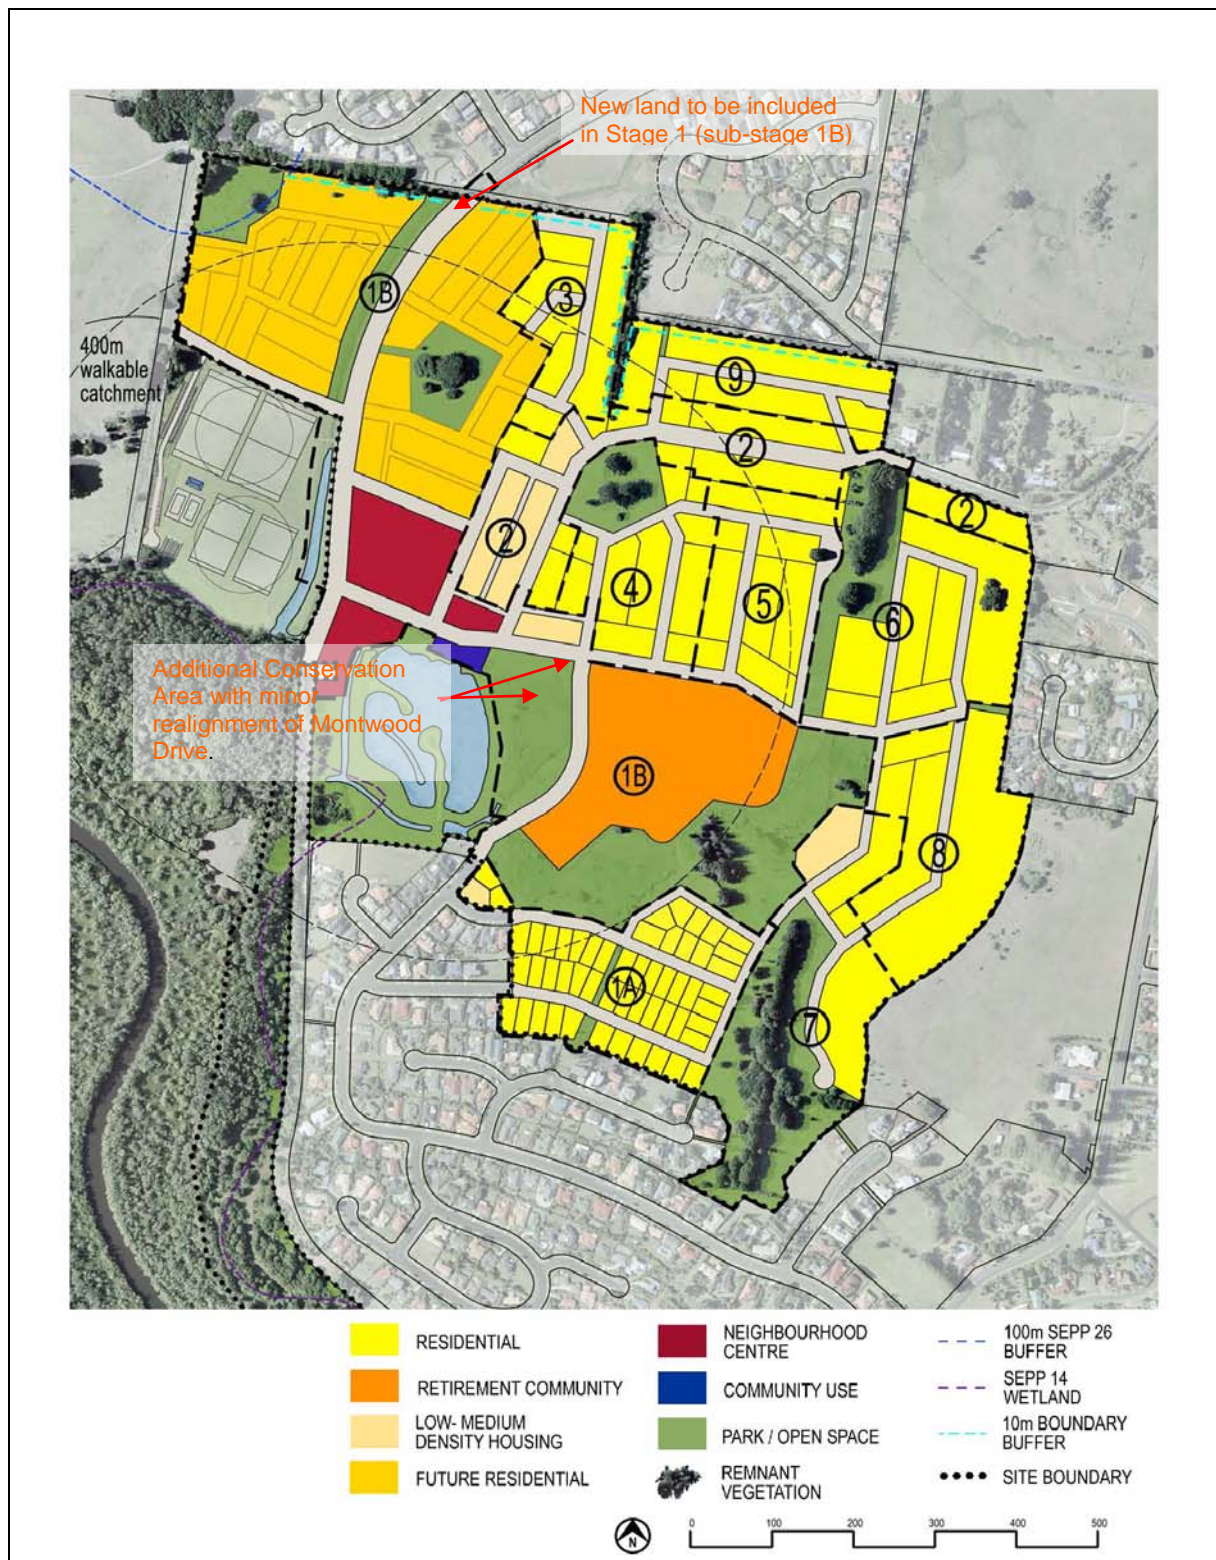 New land to be included
in Stage 1 (sub-stage 1B)
1B
3
400m
walkable
catchment
9
2
2
2
4
5
6
Additional Conservation
Area with minor
realignment of Montwood
Drive.
1B
8
1A
7
RESIDENTIAL
RETIREMENT COMMUNITY
LOW- MEDIUM
DENSITY HOUSING
FUTURE RESIDENTIAL
NEIGHBOURHOOD
CENTRE
COMMUNITY USE
PARK / OPEN SPACE
REMNANT
VEGETATION
100m SEPP 26
BUFFER
SEPP 14
WETLAND
10m BOUNDARY
BUFFER
SITE BOUNDARY
N
0 100 200 300 400 500